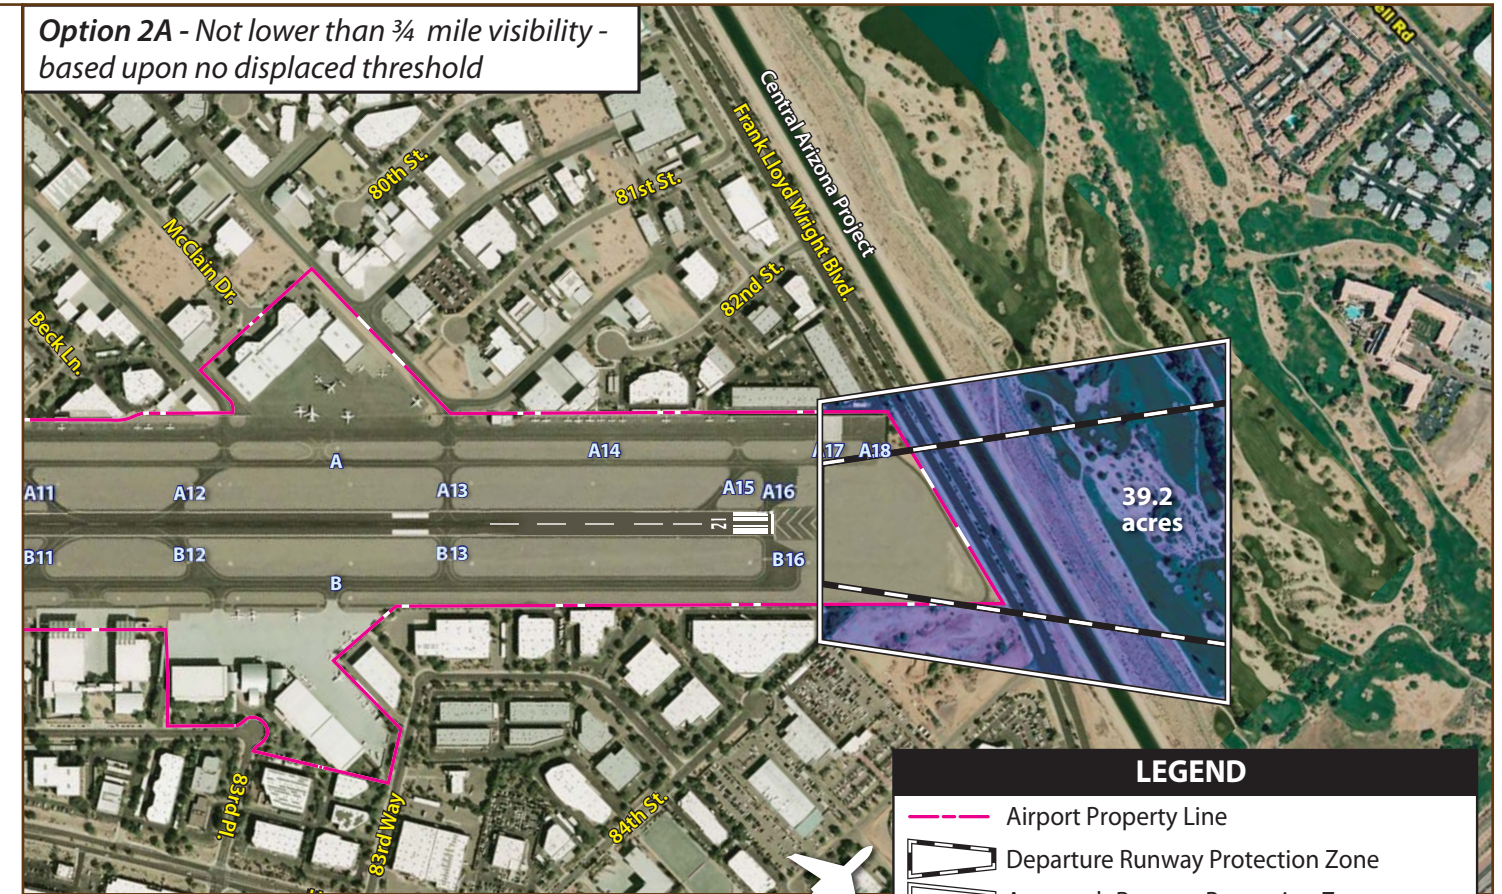 Option 2A - Not lower than ¾ mile visibility -
based upon no displaced threshold
ell Rd
Central Arizona Project
Frank Lloyd Wright Blvd.
80th St.
81st St.
82nd St.
McClain Dr.
Beck Ln.
A
A14
A17
A18
A11
A12
A13
A15
A16
21
39.2
acres
B11
B12
B13
B16
B
83rd Pl.
83rd Way
84th St.
LEGEND
Airport Property Line
Departure Runway Protection Zone